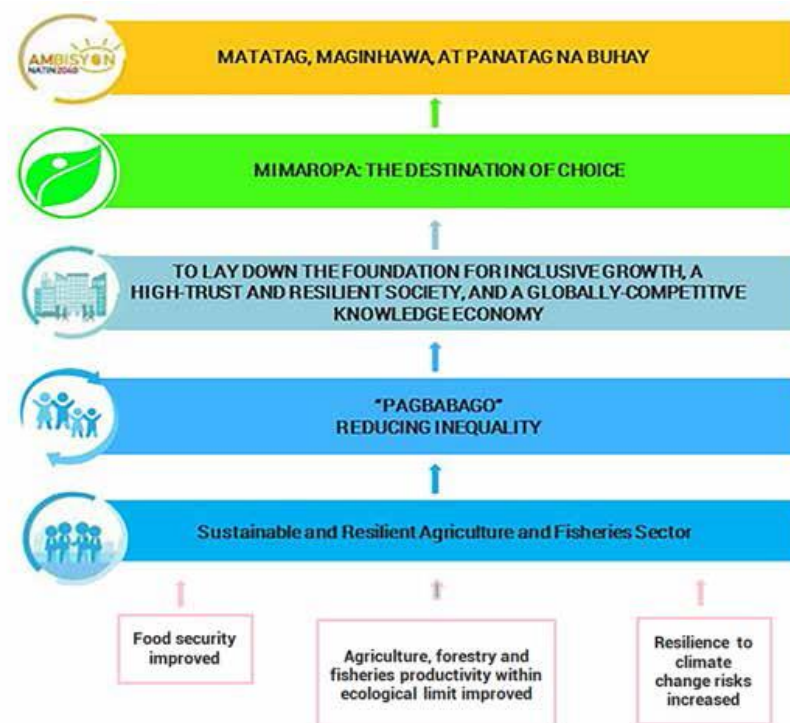 AMBISYON
NATIN 2040
MATATAG, MAGINHAWA, AT PANATAG NA BUHAY
MIMAROPA: THE DESTINATION OF CHOICE
TO LAY DOWN THE FOUNDATION FOR INCLUSIVE GROWTH, A
HIGH-TRUST AND RESILIENT SOCIETY, AND A GLOBALLY-COMPETITIVE
KNOWLEDGE ECONOMY
"PAGBABAGO"
REDUCING INEQUALITY
Sustainable and Resilient Agriculture and Fisheries Sector
Food security
improved
Agriculture, forestry and
fisheries productivity within
ecological limit improved
Resilience to
climate
change risks
increased